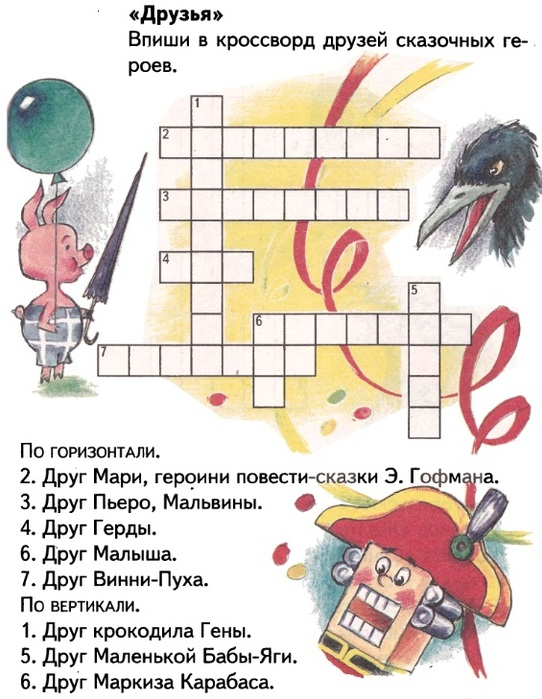 «Друзья»
Впиши в кроссворд друзей сказочных ге-
роев.
1
2
3
4
5
6
7
По горизонтали.
2. Друг Мари, героини повести-сказки Э. Гофмана.
3. Друг Пьеро, Мальвины.
4. Друг Герды.
6. Друг Малыша.
7. Друг Винни-Пуха.
По вертикали.
1. Друг крокодила Гены.
5. Друг Маленькой Бабы-Яги.
6. Друг Маркиза Карабаса.